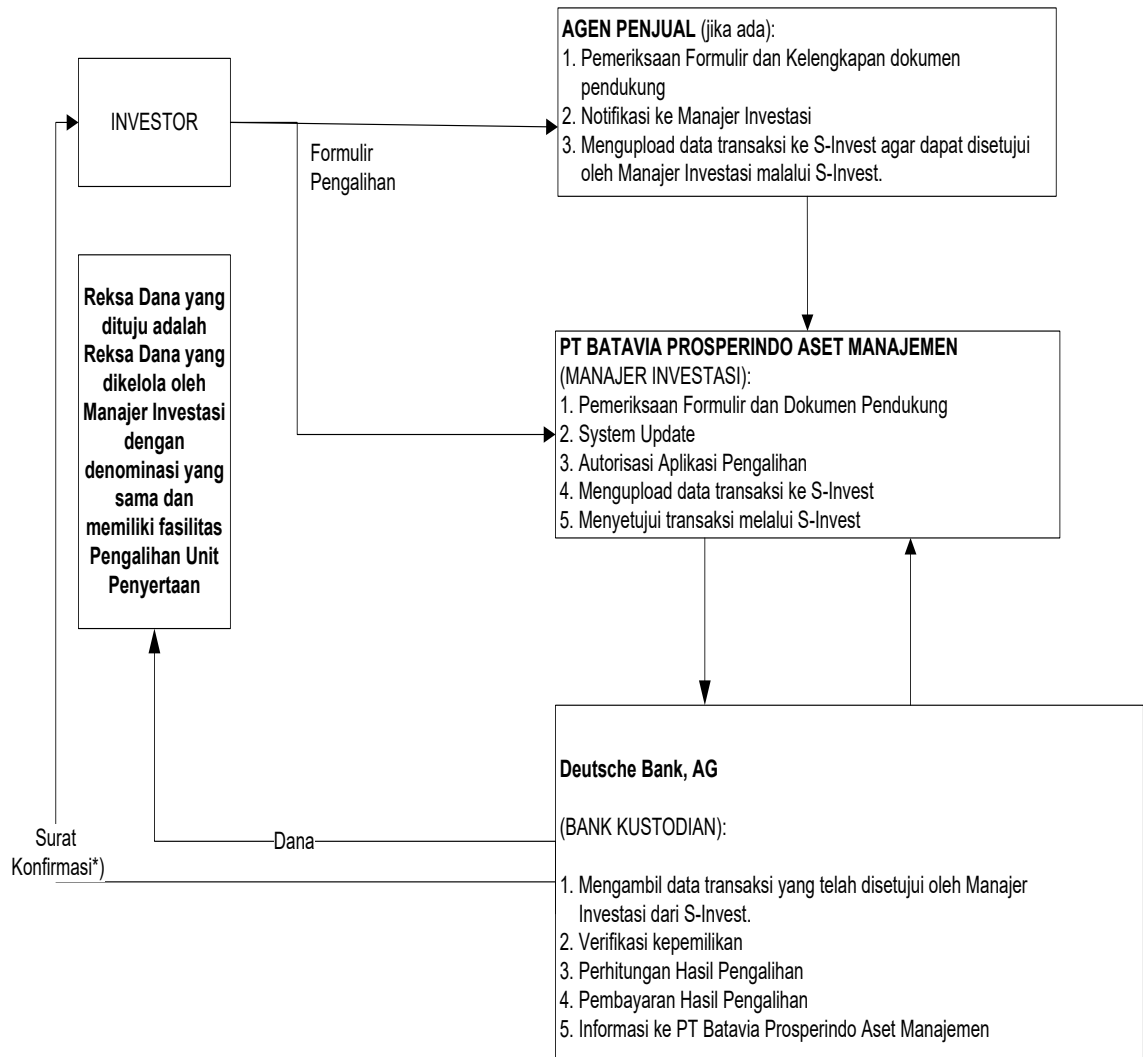 AGEN PENJUAL (jika ada):
1. Pemeriksaan Formulir dan Kelengkapan dokumen
pendukung
2. Notifikasi ke Manajer Investasi
3. Mengupload data transaksi ke S-Invest agar dapat disetujui
oleh Manajer Investasi malalui S-Invest.
INVESTOR
Formulir
Pengalihan
Reksa Dana yang
dituju adalah
Reksa Dana yang
dikelola oleh
Manajer Investasi
dengan
denominasi yang
sama dan
memiliki fasilitas
Pengalihan Unit
Penyertaan
PT BATAVIA PROSPERINDO ASET MANAJEMEN
(MANAJER INVESTASI):
1. Pemeriksaan Formulir dan Dokumen Pendukung
2. System Update
3. Autorisasi Aplikasi Pengalihan
4. Mengupload data transaksi ke S-Invest
5. Menyetujui transaksi melalui S-Invest
Deutsche Bank, AG
(BANK KUSTODIAN):
1. Mengambil data transaksi yang telah disetujui oleh Manajer
Investasi dari S-Invest.
2. Verifikasi kepemilikan
3. Perhitungan Hasil Pengalihan
4. Pembayaran Hasil Pengalihan
5. Informasi ke PT Batavia Prosperindo Aset Manajemen
Dana
Surat
Konfirmasi*)